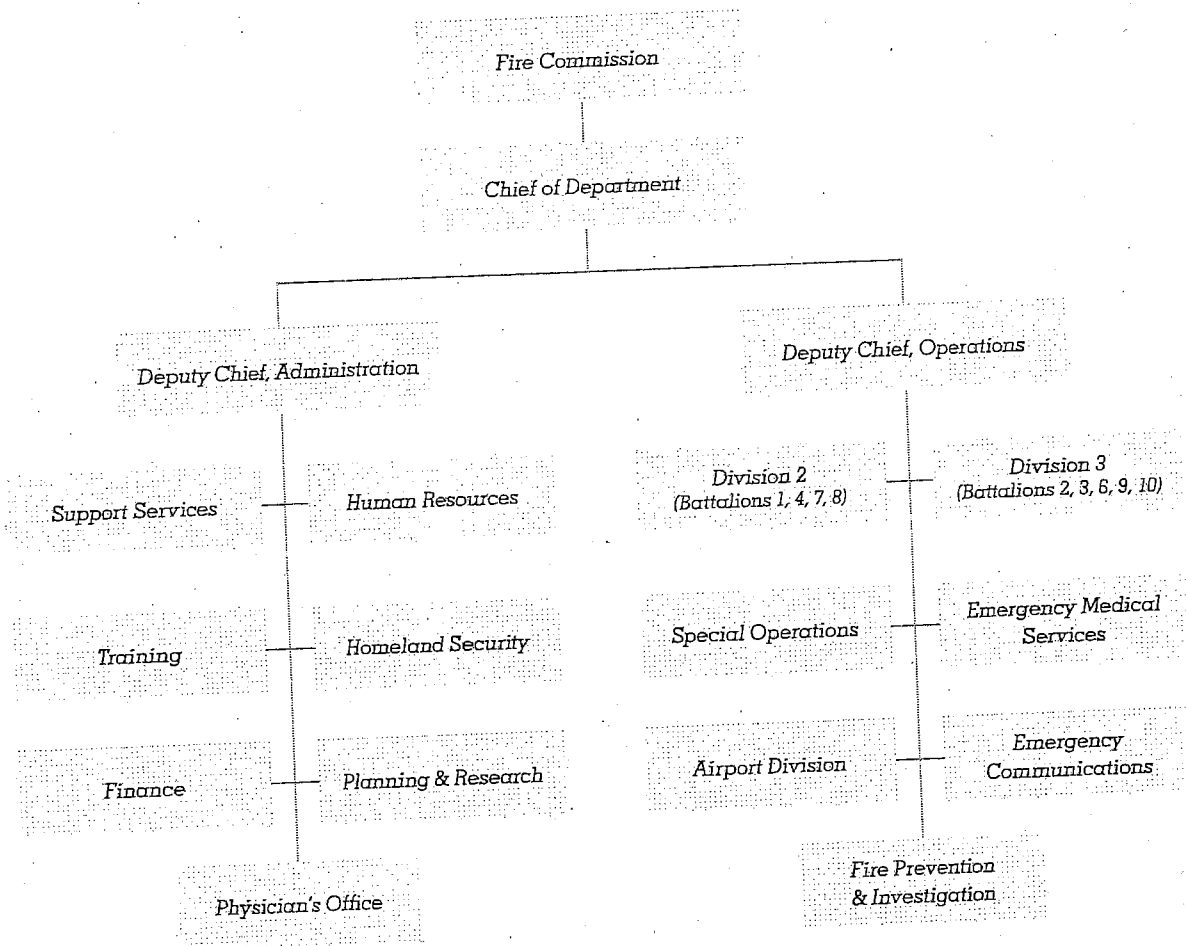 Fire Commission
Chief of Department
Deputy Chief, Administration
Deputy Chief, Operations
Support Services
Human Resources
Division 2
(Battalions 1, 4, 7, 8)
Division 3
(Battalions 2, 3, 6, 9, 10)
Training
Homeland Security
Special Operations
Emergency Medical
Services
Finance
Planning & Research
Airport Division
Emergency
Communications
Physician's Office
Fire Prevention
& Investigation